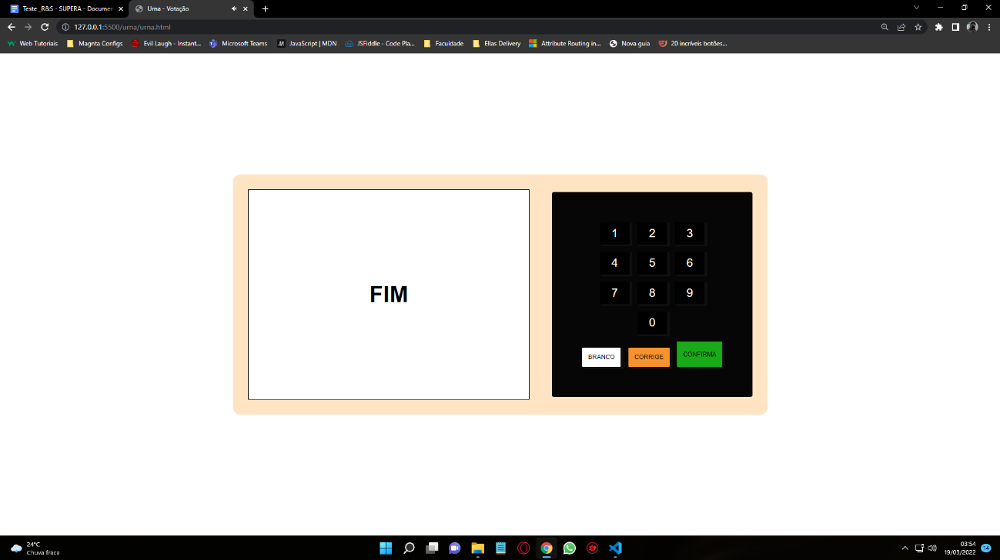 Teste _R&S - SUPERA - Documen
Urna - Votação
127.0.0.1:5500/urna/urna.html
Web Tutoriais
Magnta Configs
Evil Laugh - Instant...
Microsoft Teams
JavaScript | MDN
JSFiddle - Code Pla...
Faculdade
Ellas Delivery
Attribute Routing in...
Nova guia
20 incríveis botões...
FIM
1 2 3
4 5 6
7 8 9
0
BRANCO CORRIGE CONFIRMA
24°C
Chuva fraca
03:54
19/03/2022
14